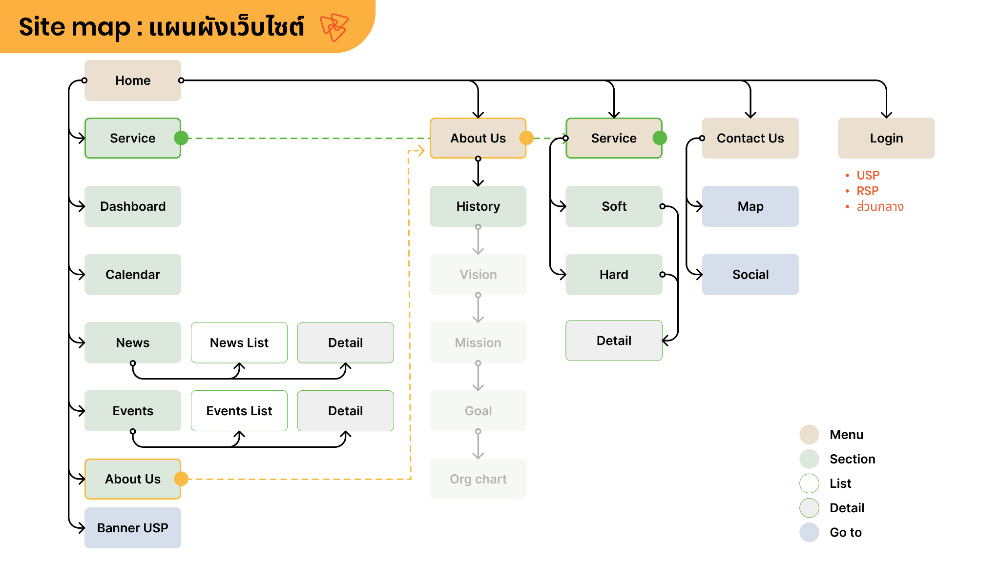 Site map : แผนผังเว็บไซต์
Home
Service
About Us
Service
Contact Us
Login
USP
RSP
ส่วนกลาง
Dashboard
History
Soft
Map
Calendar
Vision
Hard
Social
News
News List
Detail
Mission
Detail
Events
Events List
Detail
Goal
About Us
Org chart
Banner USP
Menu
Section
List
Detail
Go to